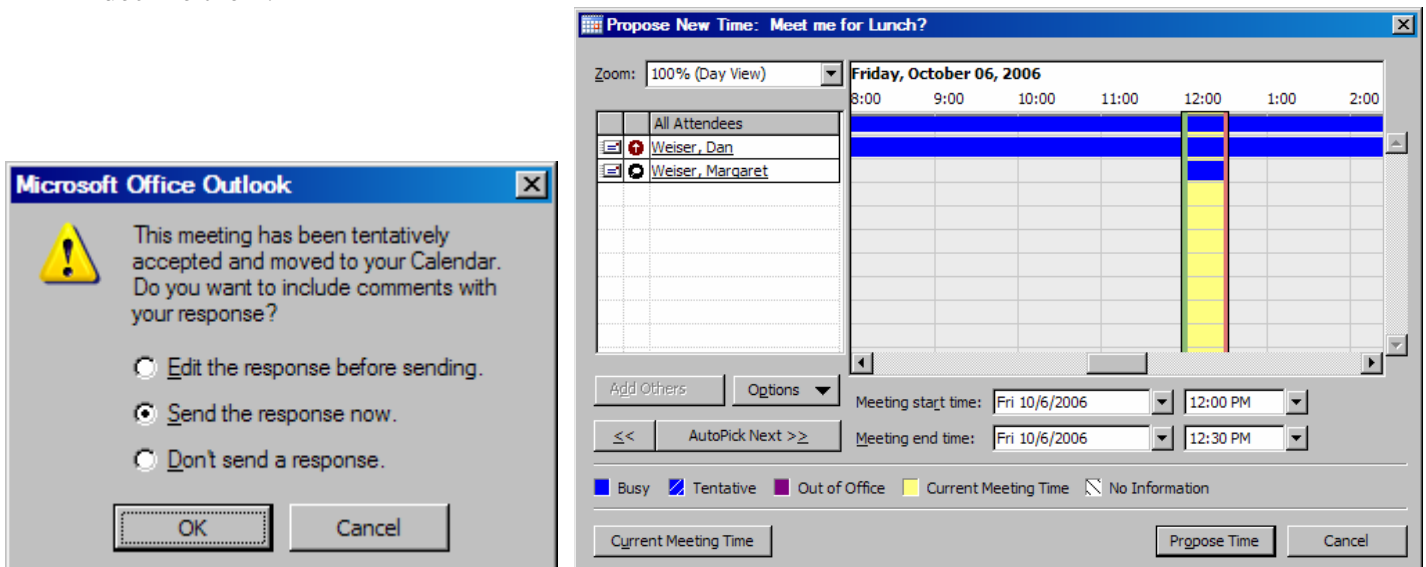 Microsoft Office Outlook
This meeting has been tentatively
accepted and moved to your Calendar.
Do you want to include comments with
your response?
Edit the response before sending.
Send the response now.
Don't send a response.
OK Cancel
Propose New Time: Meet me for Lunch?
Zoom: 100% (Day View)
Friday, October 06, 2006
8:00 9:00 10:00 11:00 12:00 1:00 2:00
All Attendees
Weiser, Dan
Weiser, Margaret
Add Others Options
Meeting start time: Fri 10/6/2006 12:00 PM
<< AutoPick Next >>
Meeting end time: Fri 10/6/2006 12:30 PM
Busy Tentative Out of Office Current Meeting Time No Information
Current Meeting Time Propose Time Cancel